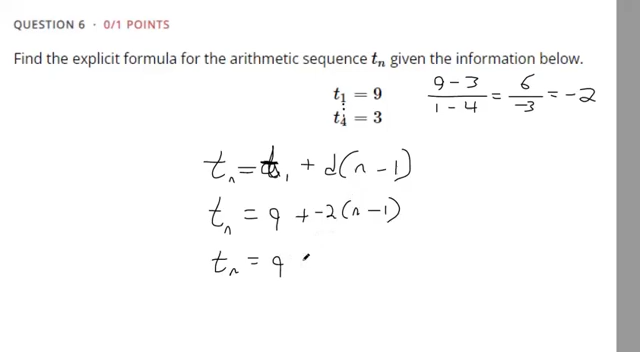 QUESTION 6 · 0/1 POINTS
Find the explicit formula for the arithmetic sequence tₙ given the information below.
t₁ = 9
⋮
t₄ = 3
(9 - 3)/(1 - 4) = 6/-3 = -2
tₙ = t₁ + d(n - 1)
tₙ = 9 + -2(n - 1)
tₙ = 9